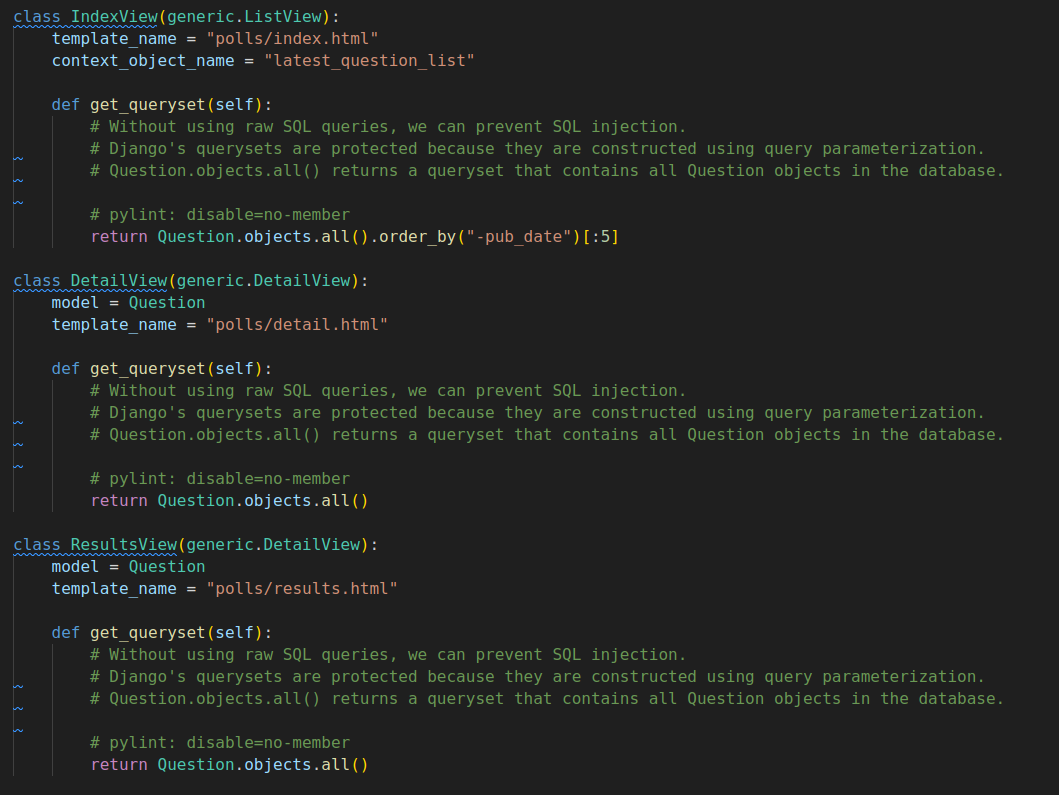 class IndexView(generic.ListView):
    template_name = "polls/index.html"
    context_object_name = "latest_question_list"

    def get_queryset(self):
        # Without using raw SQL queries, we can prevent SQL injection.
        # Django's querysets are protected because they are constructed using query parameterization.
        # Question.objects.all() returns a queryset that contains all Question objects in the database.

        # pylint: disable=no-member
        return Question.objects.all().order_by("-pub_date")[:5]

class DetailView(generic.DetailView):
    model = Question
    template_name = "polls/detail.html"

    def get_queryset(self):
        # Without using raw SQL queries, we can prevent SQL injection.
        # Django's querysets are protected because they are constructed using query parameterization.
        # Question.objects.all() returns a queryset that contains all Question objects in the database.

        # pylint: disable=no-member
        return Question.objects.all()

class ResultsView(generic.DetailView):
    model = Question
    template_name = "polls/results.html"

    def get_queryset(self):
        # Without using raw SQL queries, we can prevent SQL injection.
        # Django's querysets are protected because they are constructed using query parameterization.
        # Question.objects.all() returns a queryset that contains all Question objects in the database.

        # pylint: disable=no-member
        return Question.objects.all()